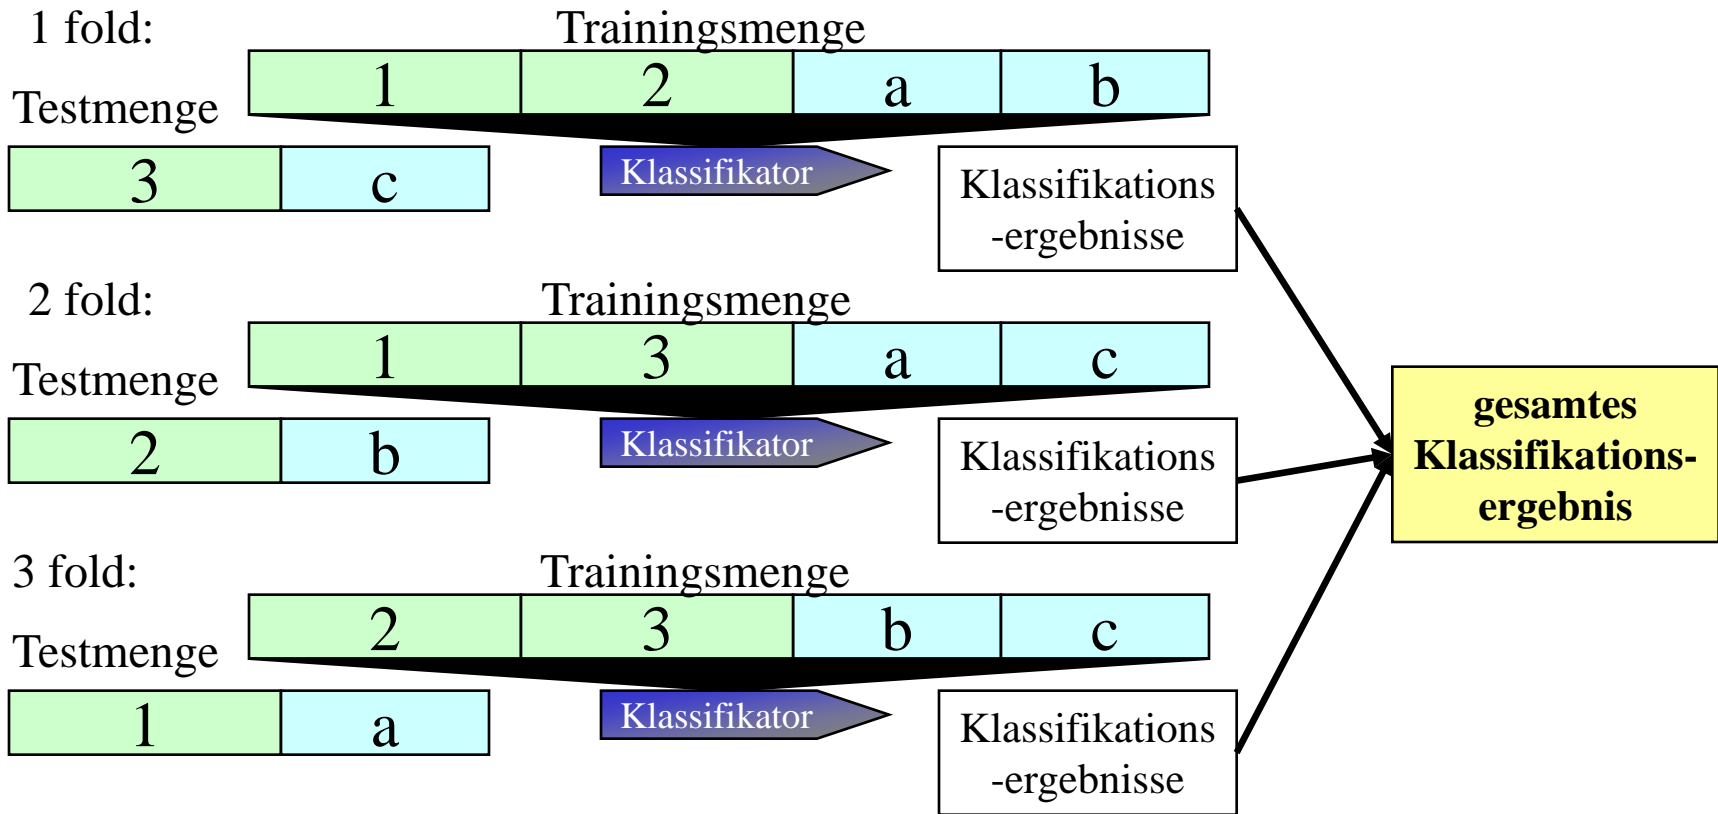 1 fold:
Trainingsmenge
1 2 a b
Testmenge
3 c
Klassifikator
Klassifikations
-ergebnisse
2 fold:
Trainingsmenge
1 3 a c
Testmenge
2 b
Klassifikator
Klassifikations
-ergebnisse
gesamtes
Klassifikations-
ergebnis
3 fold:
Trainingsmenge
2 3 b c
Testmenge
1 a
Klassifikator
Klassifikations
-ergebnisse